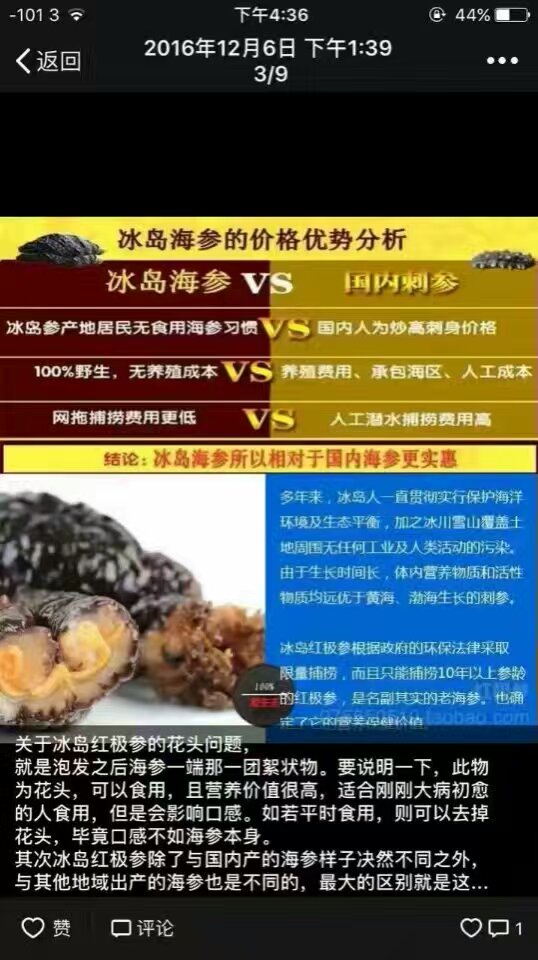 -101 3 下午4:36 44%
返回 2016年12月6日 下午1:39
3/9
冰岛海参的价格优势分析
冰岛海参 VS 国内刺参
冰岛参产地居民无食用海参习惯 VS 国内人为炒高刺身价格
100%野生，无养殖成本 VS 养殖费用、承包海区、人工成本
网拖捕捞费用更低 VS 人工潜水捕捞费用高
结论：冰岛海参所以相对于国内海参更实惠
多年来，冰岛人一直贯彻实行保护海洋
环境及生态平衡，加之冰川雪山覆盖土
地周围无任何工业及人类活动的污染。
由于生长时间长，体内营养物质和活性
物质均远优于黄海、渤海生长的刺参。
冰岛红极参根据政府的环保法律采取
限量捕捞，而且只能捕捞10年以上参龄
的红极参，是名副其实的老海参。也确
定了它的营养保健价值。
100%
taobao.com
关于冰岛红极参的花头问题，
就是泡发之后海参一端那一团絮状物。要说明一下，此物
为花头，可以食用，且营养价值很高，适合刚刚大病初愈
的人食用，但是会影响口感。如若平时食用，则可以去掉
花头，毕竟口感不如海参本身。
其次冰岛红极参除了与国内产的海参样子决然不同之外，
与其他地域出产的海参也是不同的，最大的区别就是这...
赞 评论 1